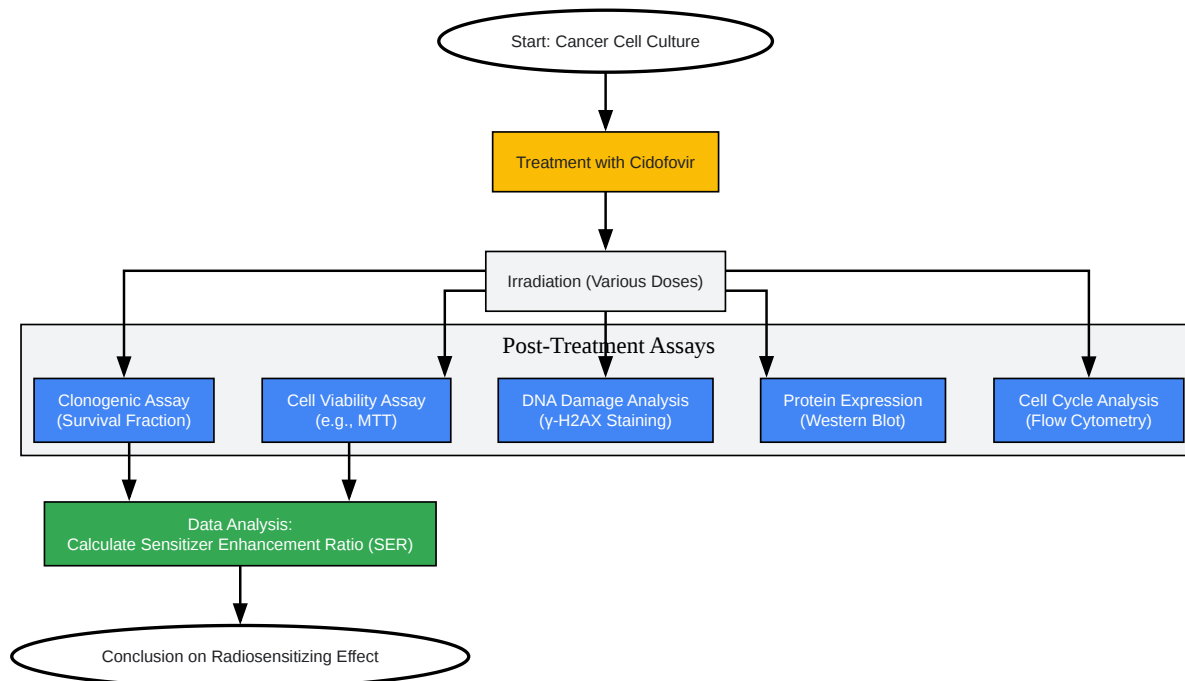 Start: Cancer Cell Culture
Treatment with Cidofovir
Irradiation (Various Doses)
Post-Treatment Assays
Clonogenic Assay
(Survival Fraction)
Cell Viability Assay
(e.g., MTT)
DNA Damage Analysis
(γ-H2AX Staining)
Protein Expression
(Western Blot)
Cell Cycle Analysis
(Flow Cytometry)
Data Analysis:
Calculate Sensitizer Enhancement Ratio (SER)
Conclusion on Radiosensitizing Effect